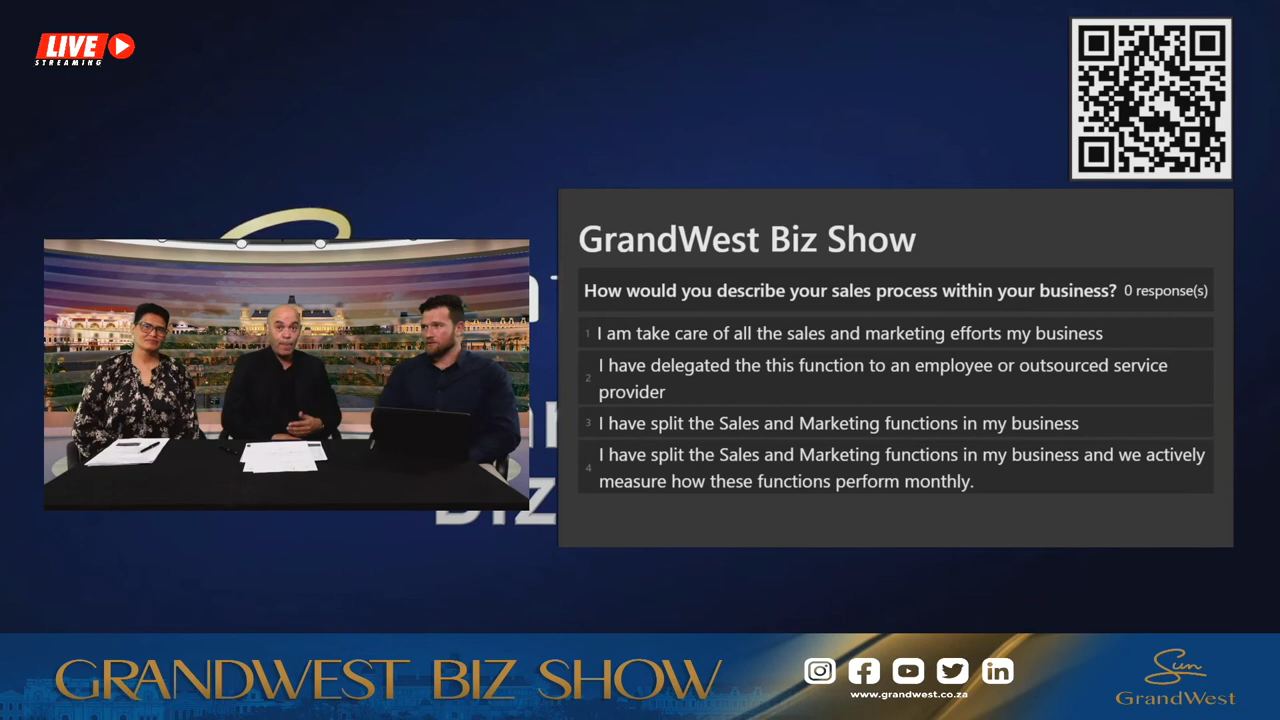 LIVE
STREAMING
GrandWest Biz Show
How would you describe your sales process within your business? 0 response(s)
1 I am take care of all the sales and marketing efforts my business
2 I have delegated the this function to an employee or outsourced service
provider
3 I have split the Sales and Marketing functions in my business
4 I have split the Sales and Marketing functions in my business and we actively
measure how these functions perform monthly.
GRANDWEST BIZ SHOW
www.grandwest.co.za
Sun
GrandWest